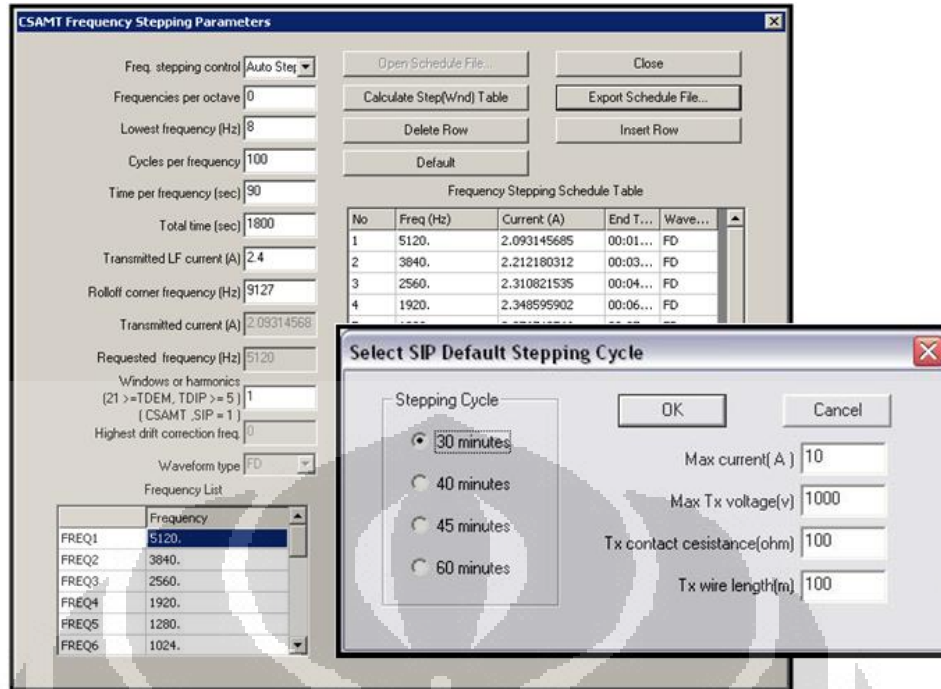 CSAMT Frequency Stepping Parameters
Freq. stepping control Auto Step
Frequencies per octave 0
Lowest frequency (Hz) 8
Cycles per frequency 100
Time per frequency (sec) 90
Total time (sec) 1800
Transmitted LF current (A) 2.4
Rolloff corner frequency (Hz) 9127
Transmitted current (A) 2.09314568
Requested frequency (Hz) 5120
Windows or harmonics
(21 >=TDEM, TDIP >= 5 ) 1
( CSAMT ,SIP = 1 )
Highest drift correction freq. 0
Waveform type FD
Frequency List
Frequency
FREQ1 5120.
FREQ2 3840.
FREQ3 2560.
FREQ4 1920.
FREQ5 1280.
FREQ6 1024.
Open Schedule File...
Close
Calculate Step(Wnd) Table
Export Schedule File...
Delete Row
Insert Row
Default
Frequency Stepping Schedule Table
No Freq (Hz) Current (A) End T... Wave...
1 5120. 2.093145685 00:01... FD
2 3840. 2.212180312 00:03... FD
3 2560. 2.310821535 00:04... FD
4 1920. 2.348595902 00:06... FD
Select SIP Default Stepping Cycle
Stepping Cycle
30 minutes
40 minutes
45 minutes
60 minutes
OK
Cancel
Max current( A ) 10
Max Tx voltage(v) 1000
Tx contact cesistance(ohm) 100
Tx wire length(m) 100